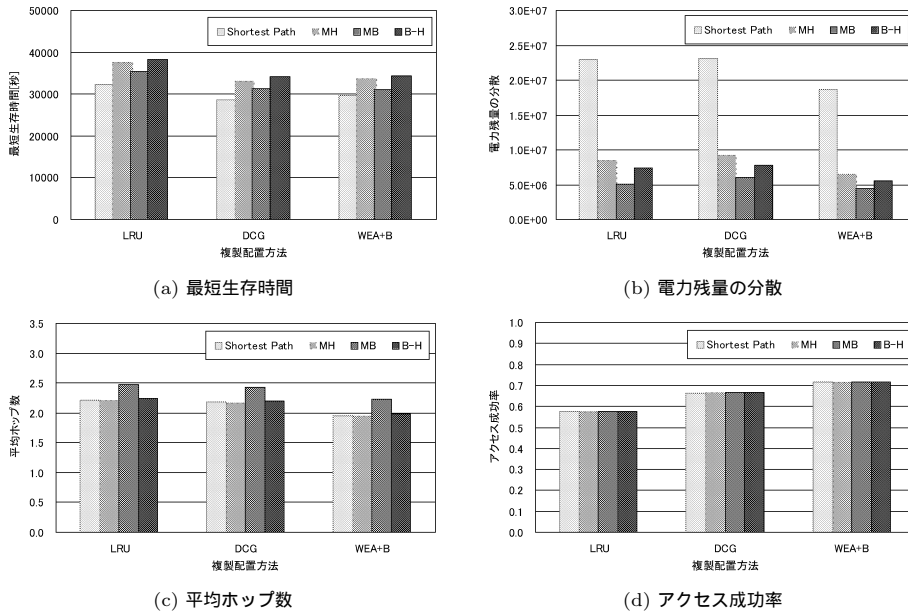 50000
40000
30000
20000
10000
0
最短生存時間[秒]
Shortest Path MH MB B-H
LRU DCG WEA+B
複製配置方法
(a) 最短生存時間
3.0E+07
2.5E+07
2.0E+07
1.5E+07
1.0E+07
5.0E+06
0.0E+00
電力残量の分散
Shortest Path MH MB B-H
LRU DCG WEA+B
複製配置方法
(b) 電力残量の分散
3.5
3.0
2.5
2.0
1.5
1.0
0.5
0.0
平均ホップ数
Shortest Path MH MB B-H
LRU DCG WEA+B
複製配置方法
(c) 平均ホップ数
1.0
0.9
0.8
0.7
0.6
0.5
0.4
0.3
0.2
0.1
0.0
アクセス成功率
Shortest Path MH MB B-H
LRU DCG WEA+B
複製配置方法
(d) アクセス成功率